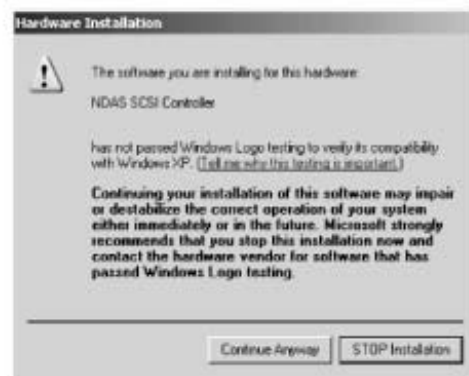 Hardware Installation
The software you are installing for this hardware:
NDAS SCSI Controller
has not passed Windows Logo testing to verify its compatibility
with Windows XP. (Tell me why this testing is important.)
Continuing your installation of this software may impair
or destabilize the correct operation of your system
either immediately or in the future. Microsoft strongly
recommends that you stop this installation now and
contact the hardware vendor for software that has
passed Windows Logo testing.
Continue Anyway
STOP Installation